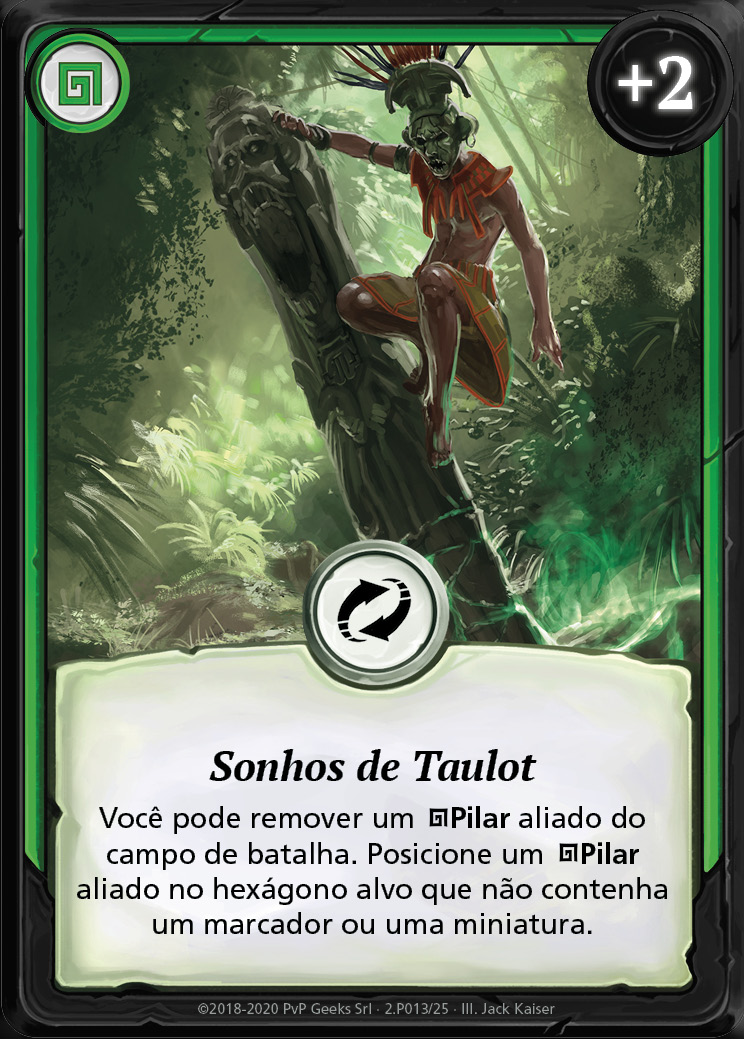 +2
Sonhos de Taulot
Você pode remover um Pilar aliado do
campo de batalha. Posicione um Pilar
aliado no hexágono alvo que não contenha
um marcador ou uma miniatura.
©2018-2020 PvP Geeks Srl · 2.P013/25 · Ill. Jack Kaiser